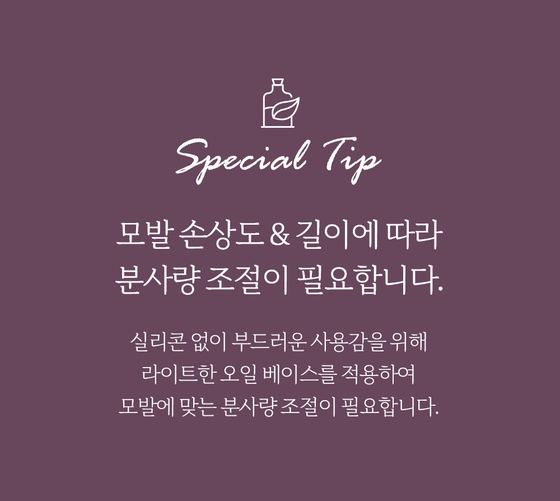 Special Tip
모발 손상도 & 길이에 따라
분사량 조절이 필요합니다.
실리콘 없이 부드러운 사용감을 위해
라이트한 오일 베이스를 적용하여
모발에 맞는 분사량 조절이 필요합니다.